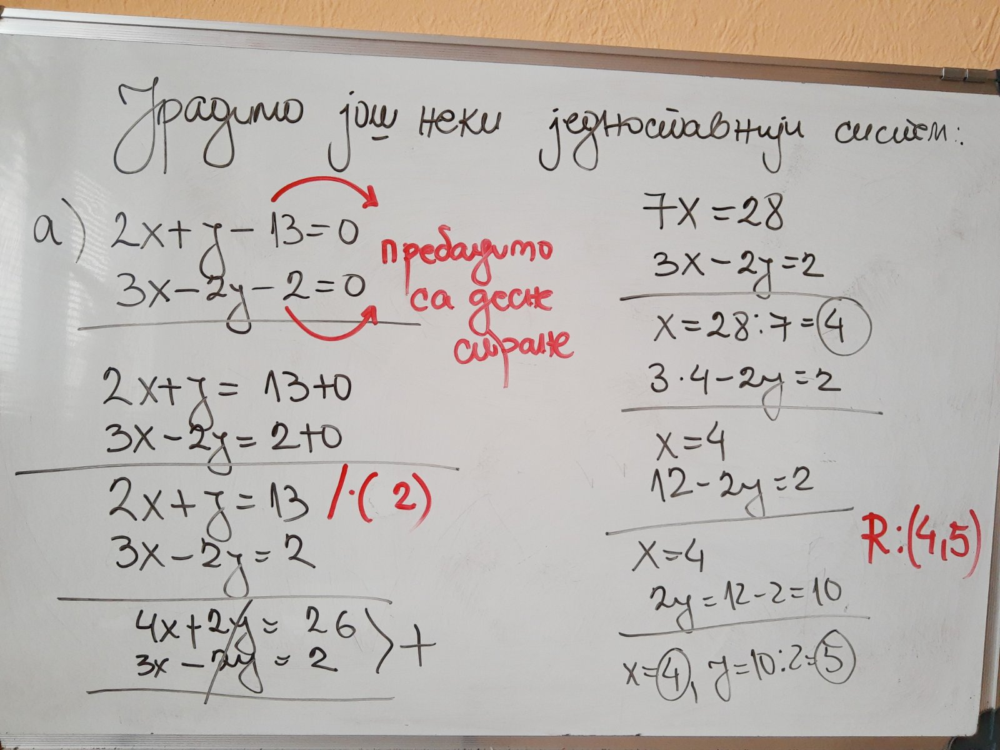 Урадимо још неки једноставнији систем:
а) 2x+y-13=0
3x-2y-2=0
пребацимо
са десне
стране
2x+y= 13+0
3x-2y= 2+0
2x+y=13 /·( 2)
3x-2y=2
4x+2y= 26
3x-2y = 2
+
7x=28
3x-2y=2
x=28:7=4
3·4-2y=2
x=4
12-2y=2
x=4
2y=12-2=10
x=4, y=10:2=5
R:(4,5)